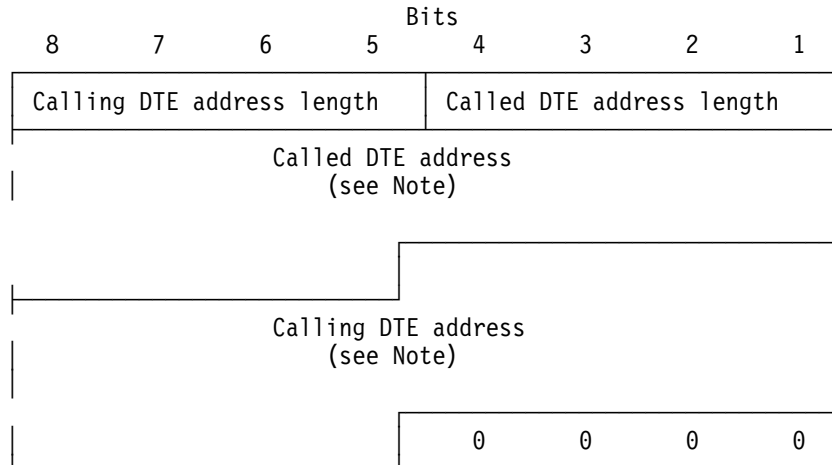 Bits
8 7 6 5 4 3 2 1
Calling DTE address length Called DTE address length
Called DTE address
(see Note)
Calling DTE address
(see Note)
0 0 0 0